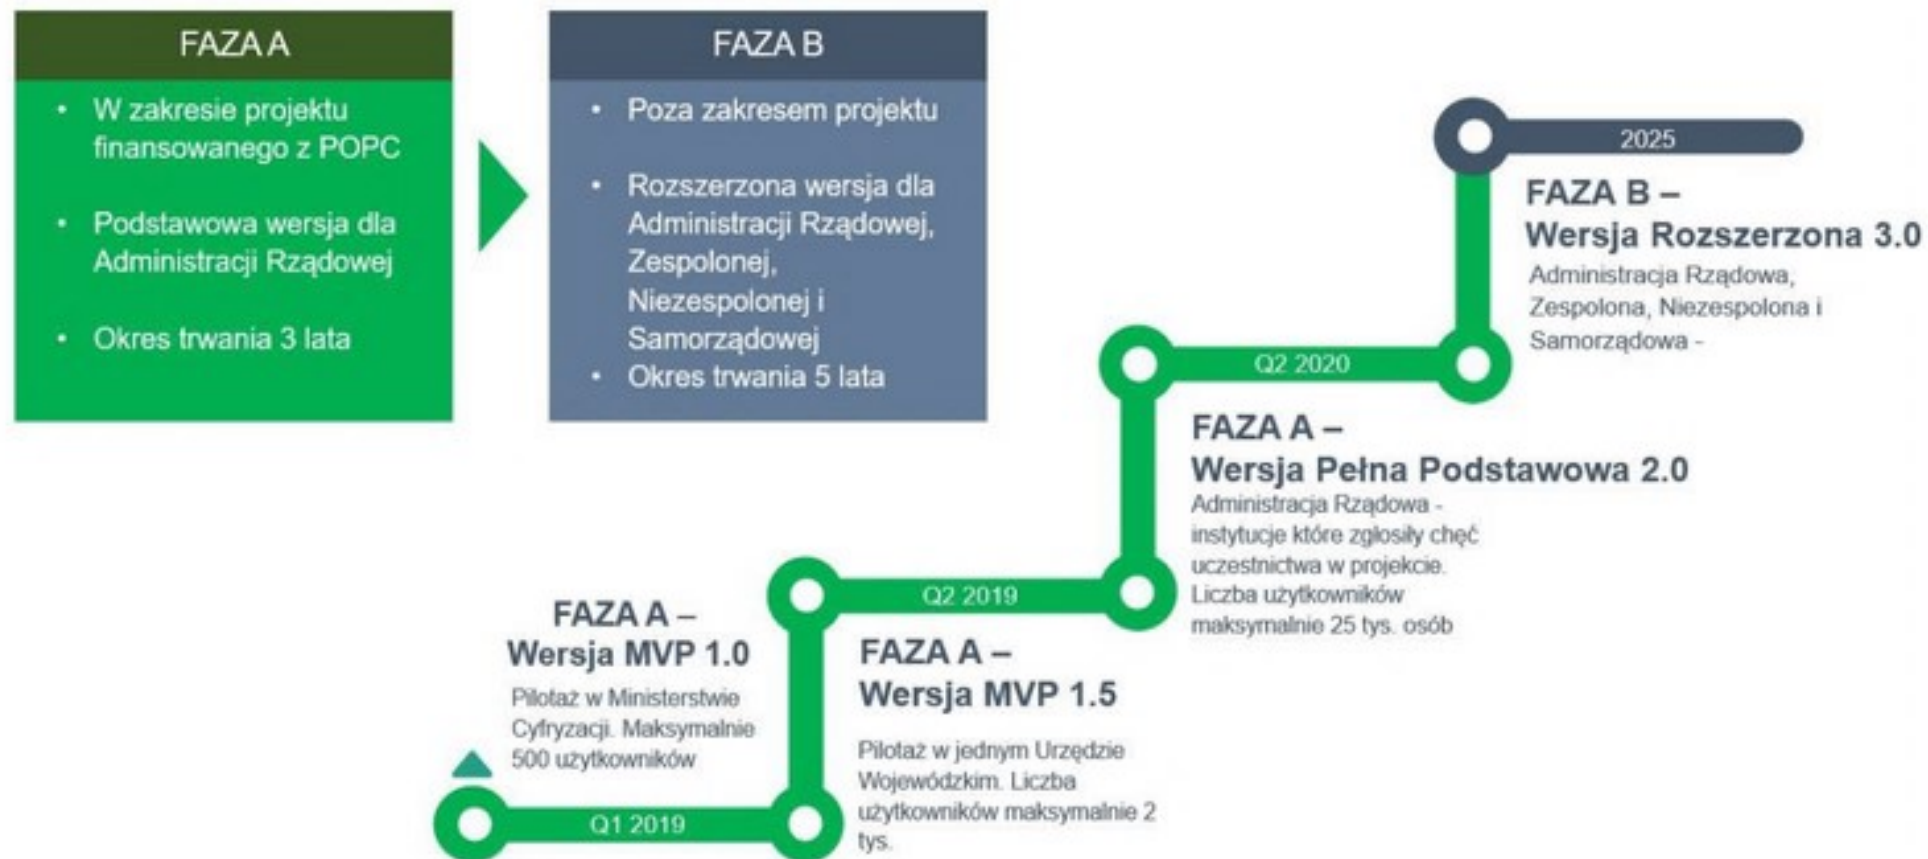 FAZA A
• W zakresie projektu
finansowanego z POPC
• Podstawowa wersja dla
Administracji Rządowej
• Okres trwania 3 lata
FAZA B
• Poza zakresem projektu
• Rozszerzona wersja dla
Administracji Rządowej,
Zespolonej,
Niezespolonej i
Samorządowej
• Okres trwania 5 lata
2025
FAZA B –
Wersja Rozszerzona 3.0
Administracja Rządowa,
Zespolona, Niezespolona i
Samorządowa -
Q2 2020
FAZA A –
Wersja Pełna Podstawowa 2.0
Administracja Rządowa -
instytucje które zgłosiły chęć
uczestnictwa w projekcie.
Liczba użytkowników
maksymalnie 25 tys. osób
Q2 2019
FAZA A –
Wersja MVP 1.5
Pilotaż w jednym Urzędzie
Wojewódzkim. Liczba
użytkowników maksymalnie 2
tys.
FAZA A –
Wersja MVP 1.0
Pilotaż w Ministerstwie
Cyfryzacji. Maksymalnie
500 użytkowników
Q1 2019